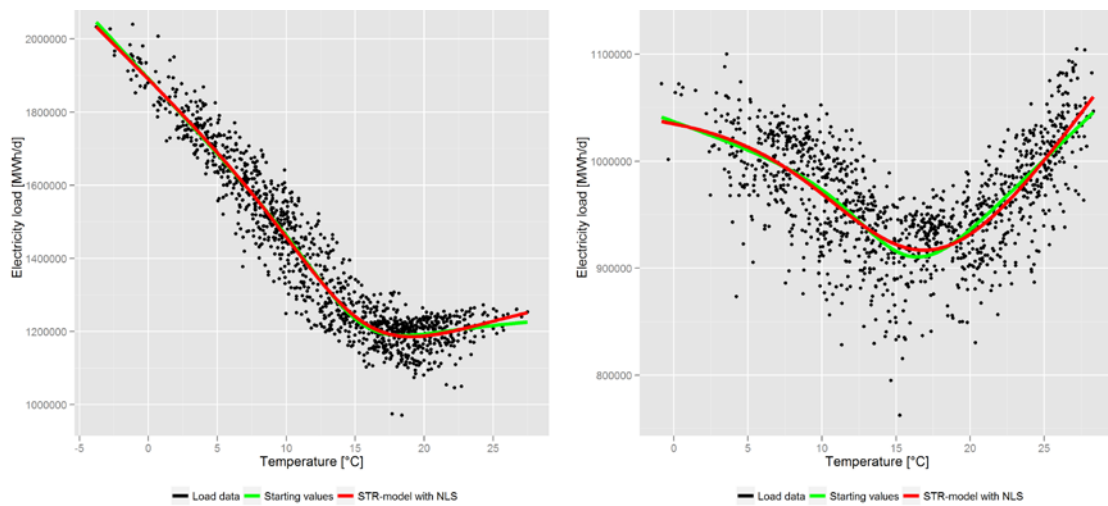 2000000
1800000
1600000
1400000
1200000
1000000
Electricity load [MWh/d]
-5 0 5 10 15 20 25
Temperature [°C]
Load data Starting values STR-model with NLS
1100000
1000000
900000
800000
Electricity load [MWh/d]
0 5 10 15 20 25
Temperature [°C]
Load data Starting values STR-model with NLS